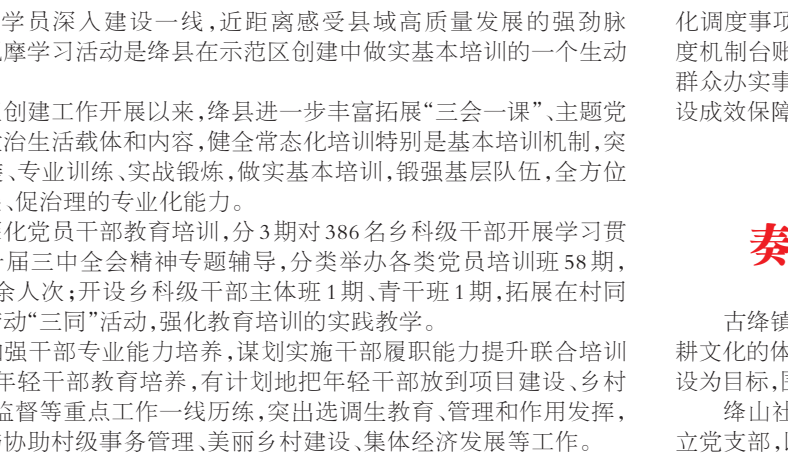 学员深入建设一线,近距离感受县域高质量发展的强劲脉
摩学习活动是绛县在示范区创建中做实基本培训的一个生动
创建工作开展以来,绛县进一步丰富拓展“三会一课”、主题党
治生活载体和内容,健全常态化培训特别是基本培训机制,突
、专业训练、实战锻炼,做实基本培训,锻强基层队伍,全方位
、促治理的专业化能力。
化党员干部教育培训,分3期对386名乡科级干部开展学习贯
届三中全会精神专题辅导,分类举办各类党员培训班58期,
余人次;开设乡科级干部主体班1期、青干班1期,拓展在村同
动“三同”活动,强化教育培训的实践教学。
强干部专业能力培养,谋划实施干部履职能力提升联合培训
年轻干部教育培养,有计划地把年轻干部放到项目建设、乡村
监督等重点工作一线历练,突出选调生教育、管理和作用发挥,
协助村级事务管理、美丽乡村建设、集体经济发展等工作。
化调度事项
度机制台账
群众办实事
设成效保障
奏
古绛镇
耕文化的体
设为目标,
绛山社
立党支部,